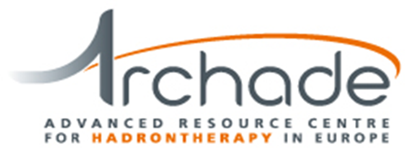 Archade
ADVANCED RESOURCE CENTRE
FOR HADRONTHERAPY IN EUROPE